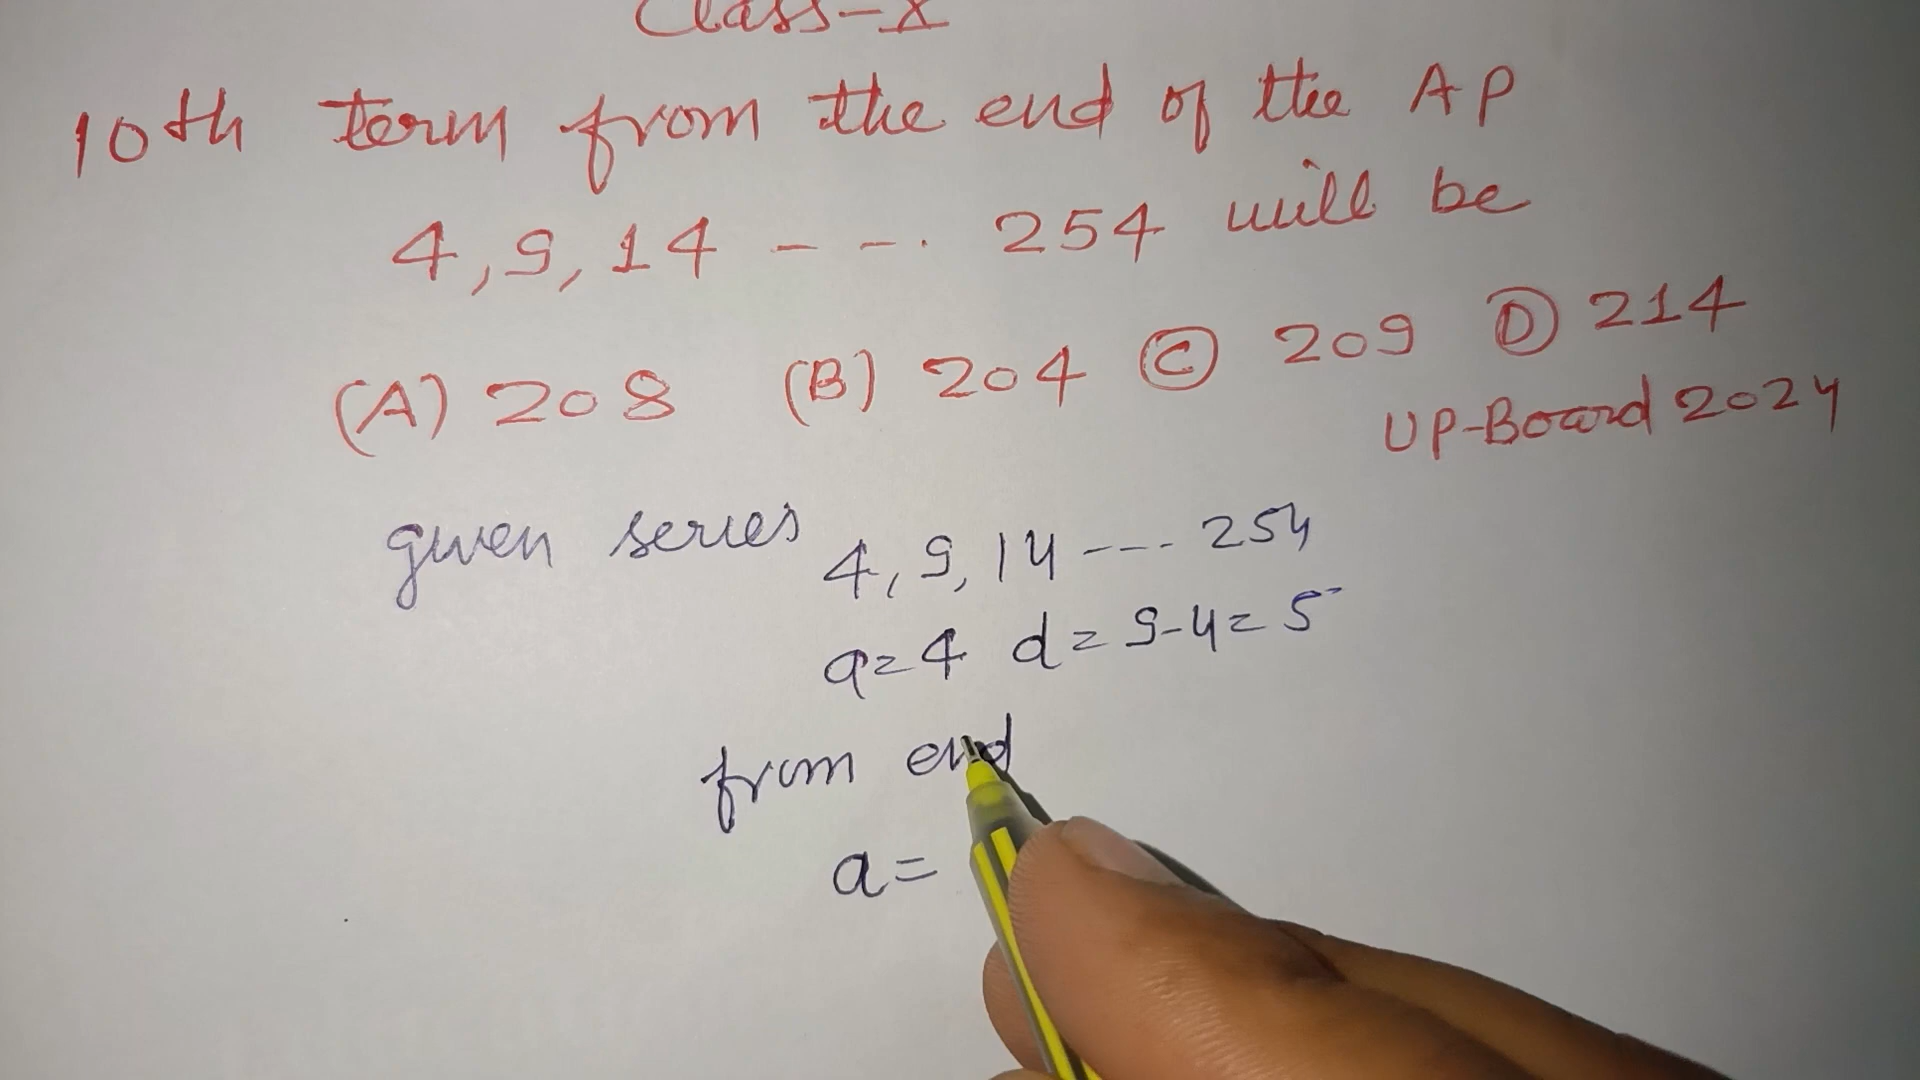 Class-X
10th term from the end of the AP
4, 9, 14 - - - . 254 will be
(A) 208 (B) 204 Ⓒ 209 Ⓓ 214
UP-Board 2024
given series 4, 9, 14 ---- 254
a=4 d=9-4=5
from end
a=